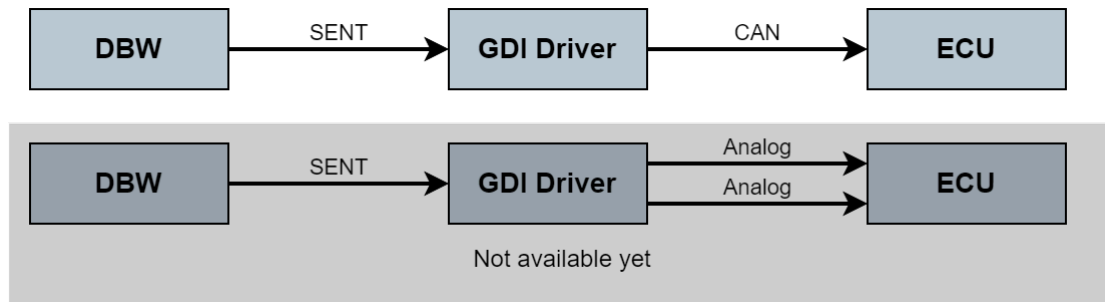 DBW SENT GDI Driver CAN ECU
Analog
DBW SENT GDI Driver ECU
Analog
Not available yet